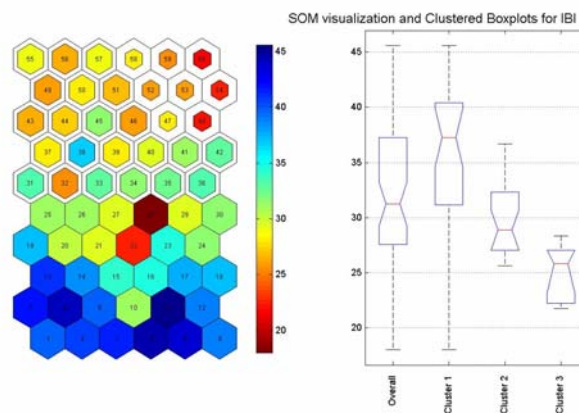 SOM visualization and Clustered Boxplots for IBI
55 56 57 58 59
49 50 51 52 53 54
43 44 45 46 47 48
37 38 39 40 41 42
31 32 33 34 35 36
25 26 27 29 30
19 20 21 22 23 24
13 14 15 16 17 18
10 12
45
40
35
30
25
20
45
40
35
30
25
20
Overall
Cluster 1
Cluster 2
Cluster 3